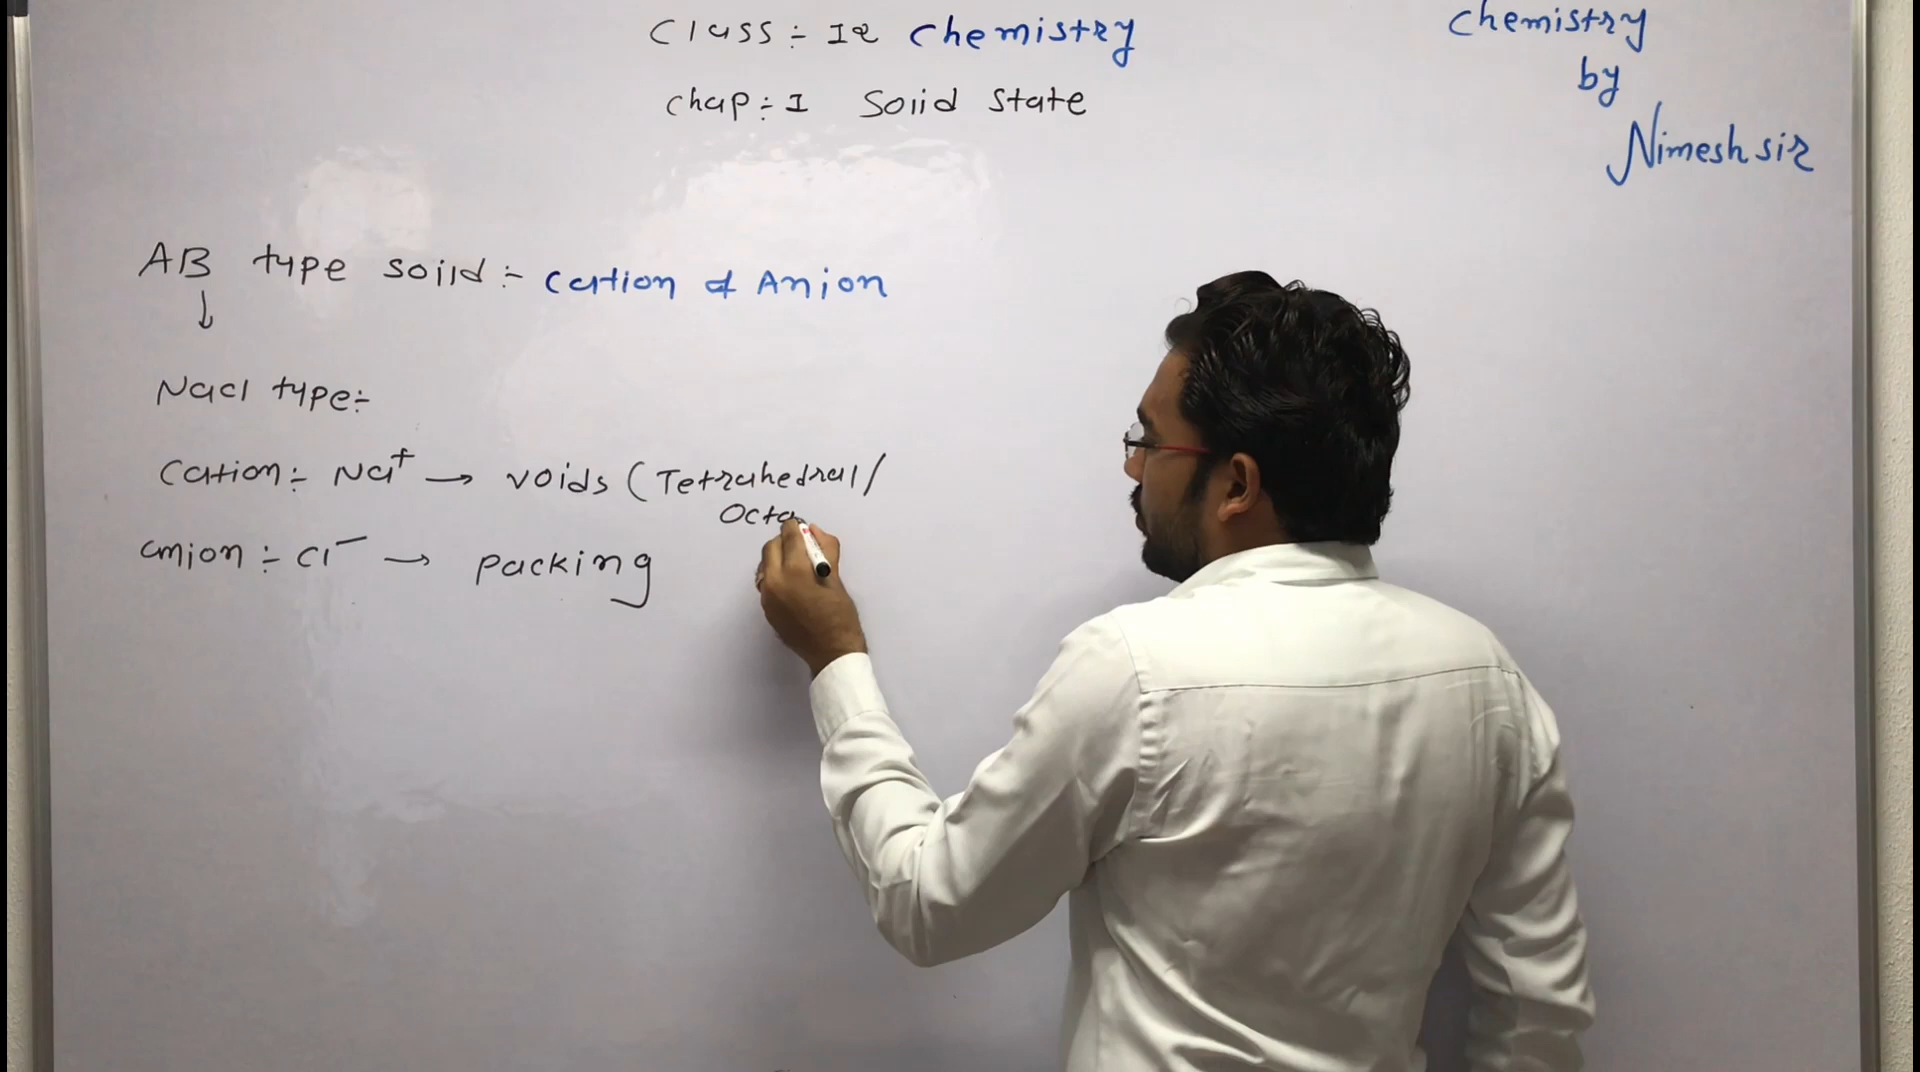 Class :- 12 Chemistry
Chap :- 1 Solid State
Chemistry
by
Nimesh sir
AB type solid :- Cation & Anion
↓
NaCl type :-
Cation :- Na⁺ → voids (Tetrahedral/
Octa
anion :- Cl⁻ → packing